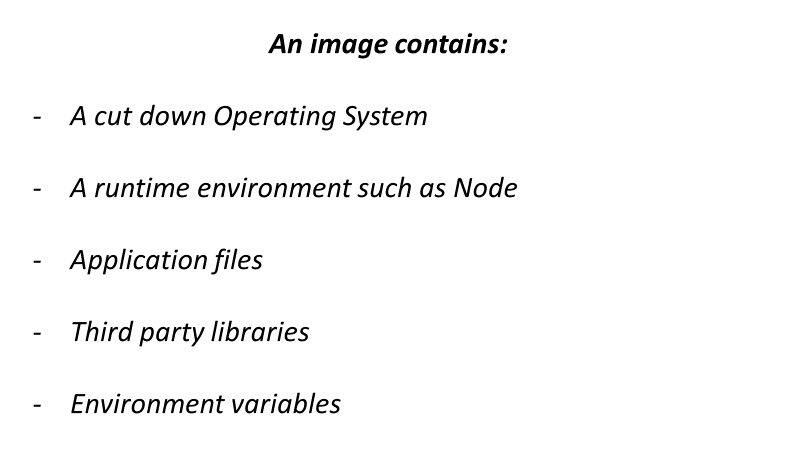 An image contains:
- A cut down Operating System
- A runtime environment such as Node
- Application files
- Third party libraries
- Environment variables